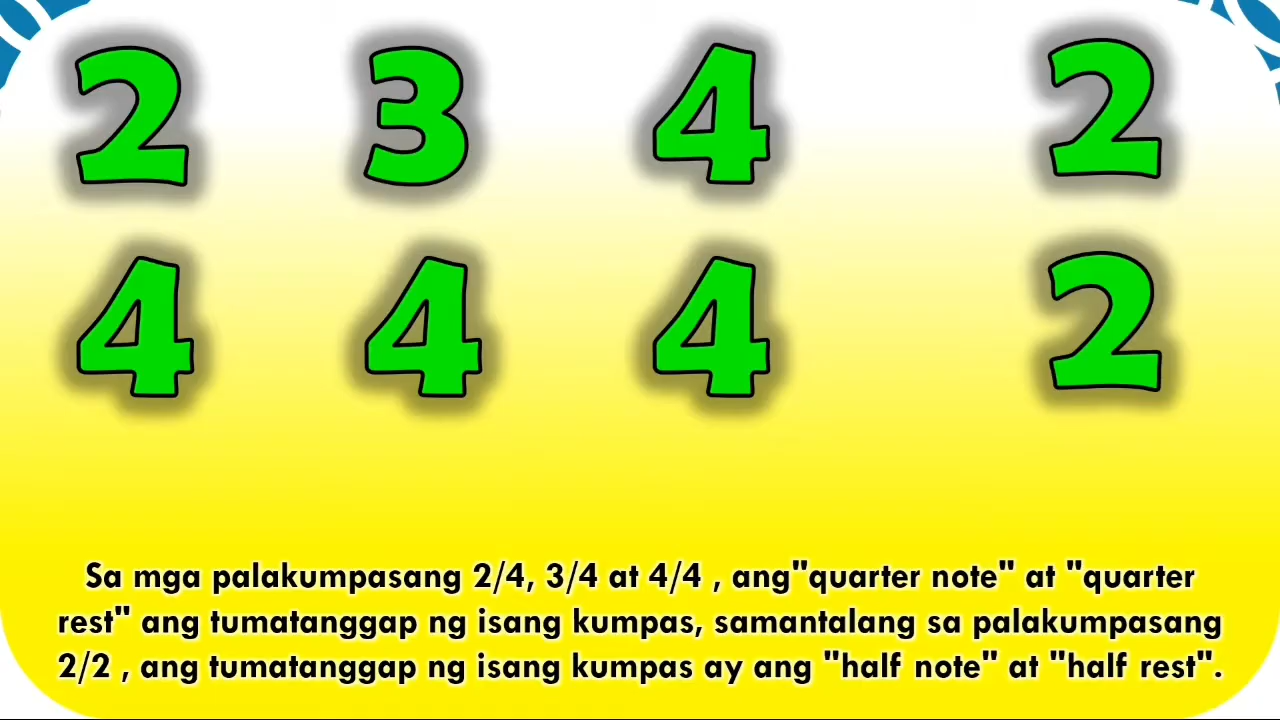 2 3 4 2
4 4 4 2
Sa mga palakumpasang 2/4, 3/4 at 4/4 , ang"quarter note" at "quarter
rest" ang tumatanggap ng isang kumpas, samantalang sa palakumpasang
2/2 , ang tumatanggap ng isang kumpas ay ang "half note" at "half rest".